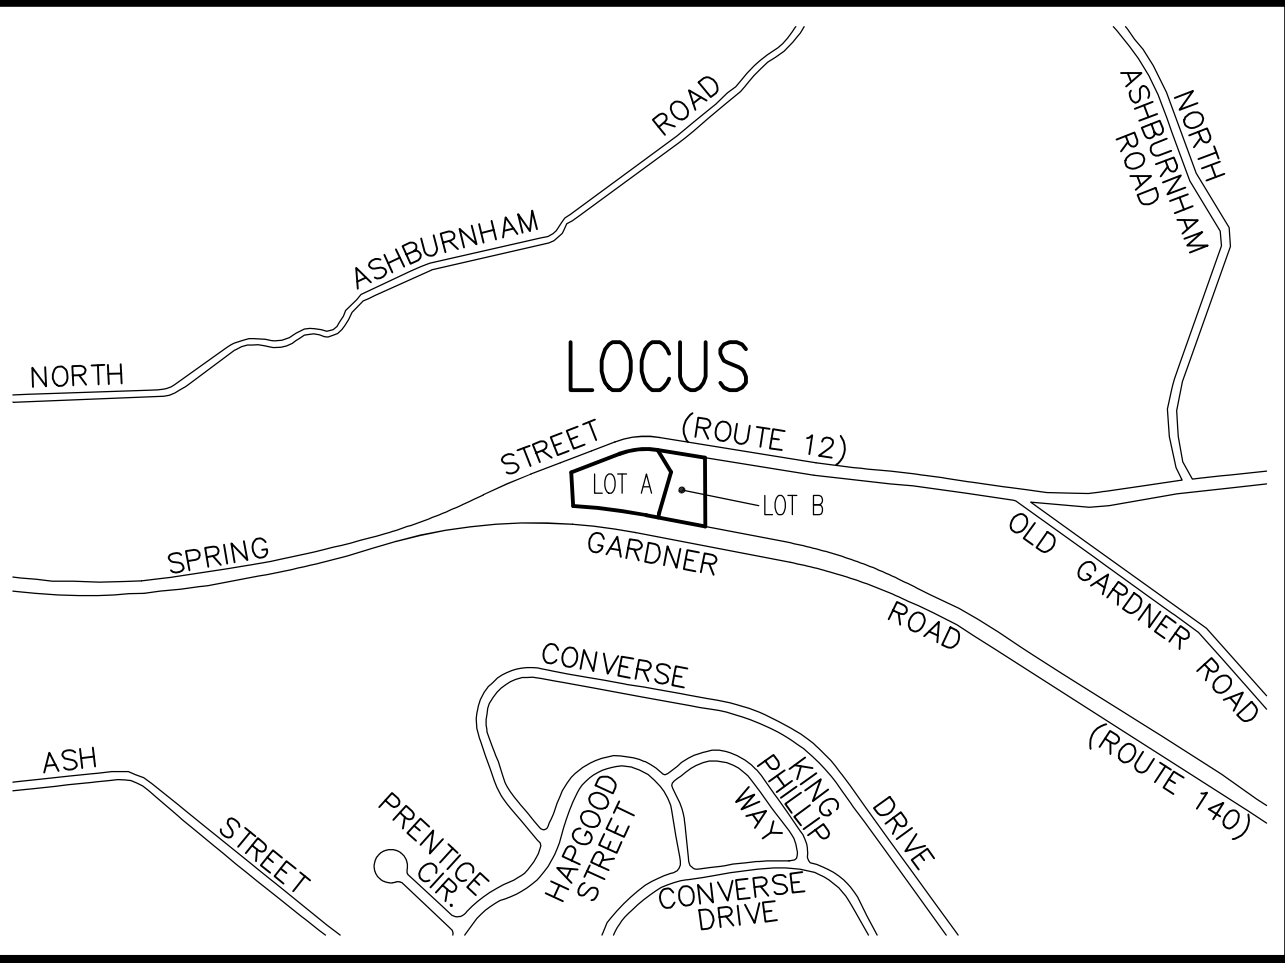 ROAD
NORTH
ASHBURNHAM
ROAD
ASHBURNHAM
NORTH
LOCUS
STREET
(ROUTE 12)
LOT A
LOT B
SPRING
GARDNER
ROAD
OLD GARDNER ROAD
(ROUTE 140)
CONVERSE
DRIVE
ASH
STREET
PRENTICE
CIR.
HAPGOOD
STREET
KING
PHILLIP
WAY
CONVERSE
DRIVE